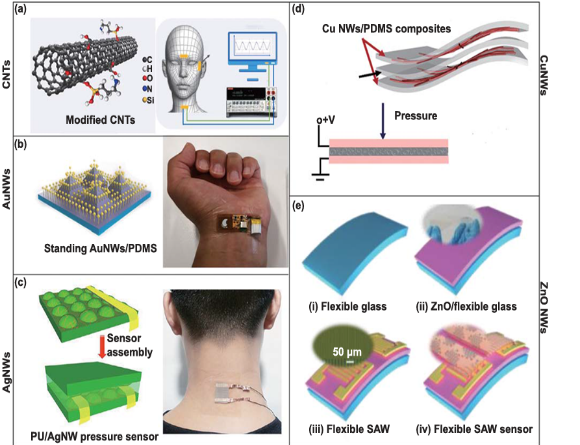 (a)
CNTs
C
H
O
N
Si
Modified CNTs
(b)
AuNWs
Standing AuNWs/PDMS
(c)
AgNWs
Sensor
assembly
PU/AgNW pressure sensor
(d)
CuNWs
Cu NWs/PDMS composites
Pressure
o+V
(e)
ZnO NWs
(i) Flexible glass
(ii) ZnO/flexible glass
50 µm
(iii) Flexible SAW
(iv) Flexible SAW sensor